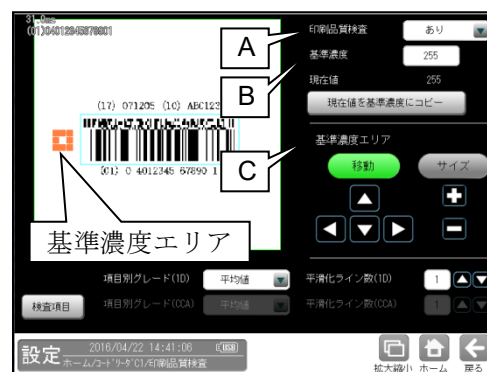 31.0ms
(01)04012345678901
(17) 071205 (10) ABC123
(01) 0 4012345 67890 1
基準濃度エリア
A
B
C
印刷品質検査
あり
基準濃度
255
現在値
255
現在値を基準濃度にコピー
基準濃度エリア
移動
サイズ
項目別グレード(1D)
平均値
平滑化ライン数(1D)
1
検査項目
項目別グレード(CCA)
平均値
平滑化ライン数(CCA)
1
設定
2016/04/22 14:41:06
USB
ホーム/コードリーダC1/印刷品質検査
拡大縮小
ホーム
戻る